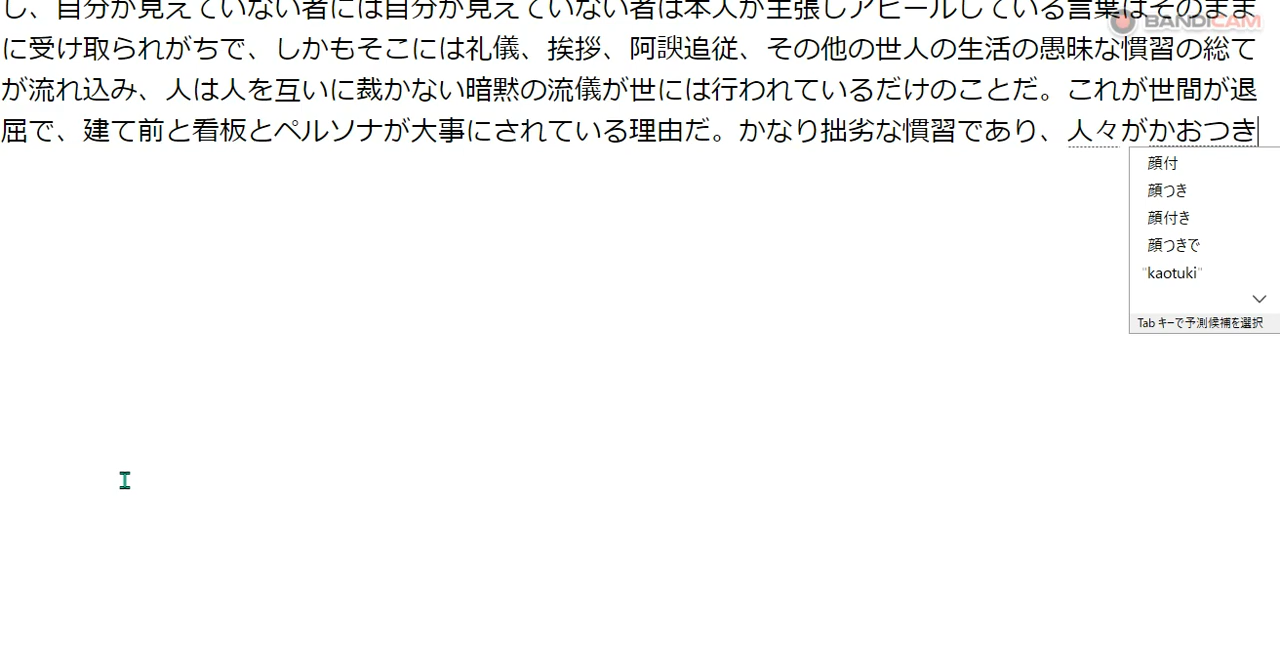 し、自分が見えていない者には自分が見えていない者は本人が主張しアピールしている言葉はそのまま
BANDICAM
に受け取られがちで、しかもそこには礼儀、挨拶、阿諛追従、その他の世人の生活の愚昧な慣習の総て
が流れ込み、人は人を互いに裁かない暗黙の流儀が世には行われているだけのことだ。これが世間が退
屈で、建て前と看板とペルソナが大事にされている理由だ。かなり拙劣な慣習であり、人々がかおつき
顔付
顔つき
顔付き
顔つきで
"kaotuki"
Tab キーで予測候補を選択